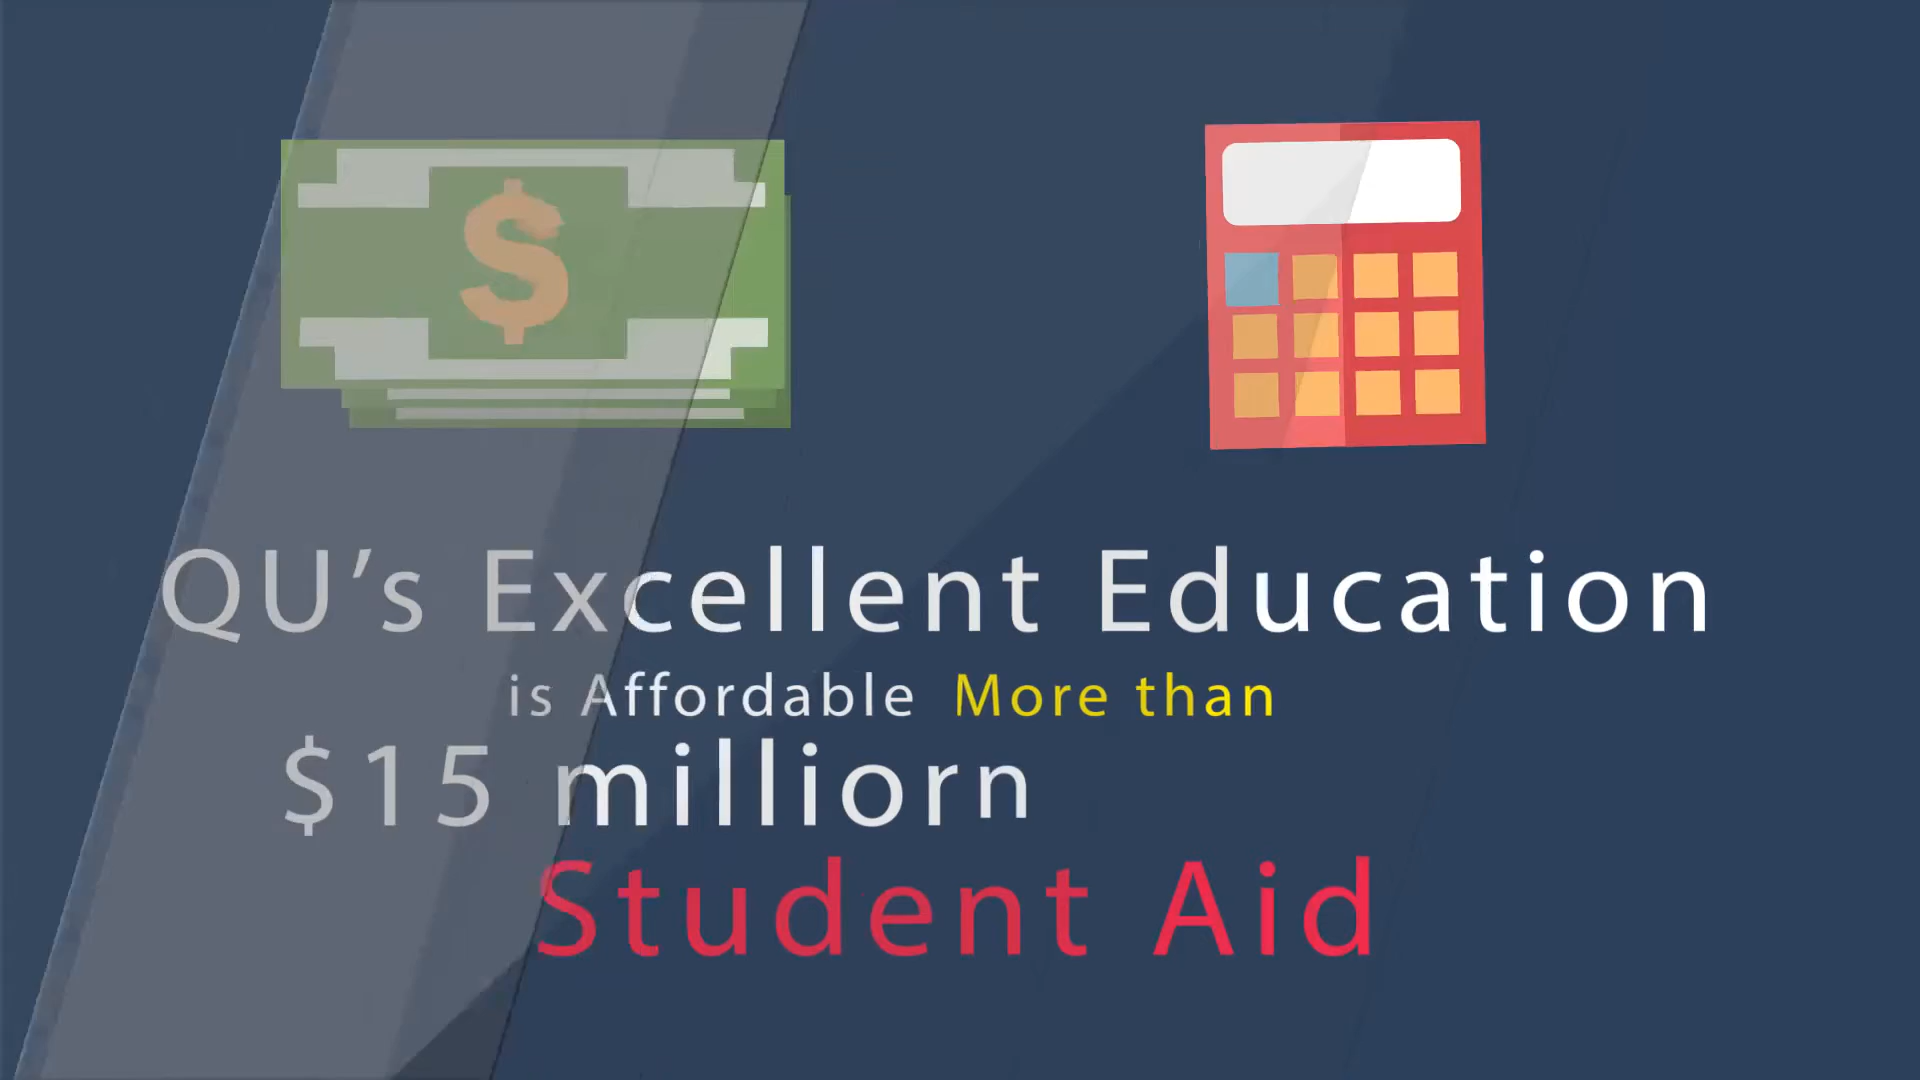 $
QU’s Excellent Education
is Affordable More than
$15 milliorn
Student Aid